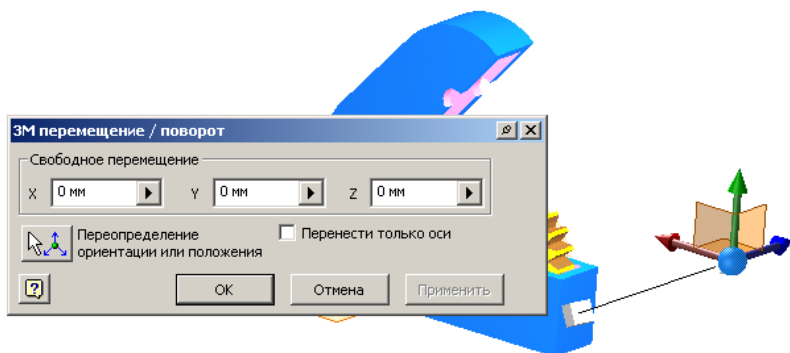 3М перемещение / поворот
Свободное перемещение
X 0 мм Y 0 мм Z 0 мм
Переопределение
ориентации или положения
Перенести только оси
? OK Отмена Применить